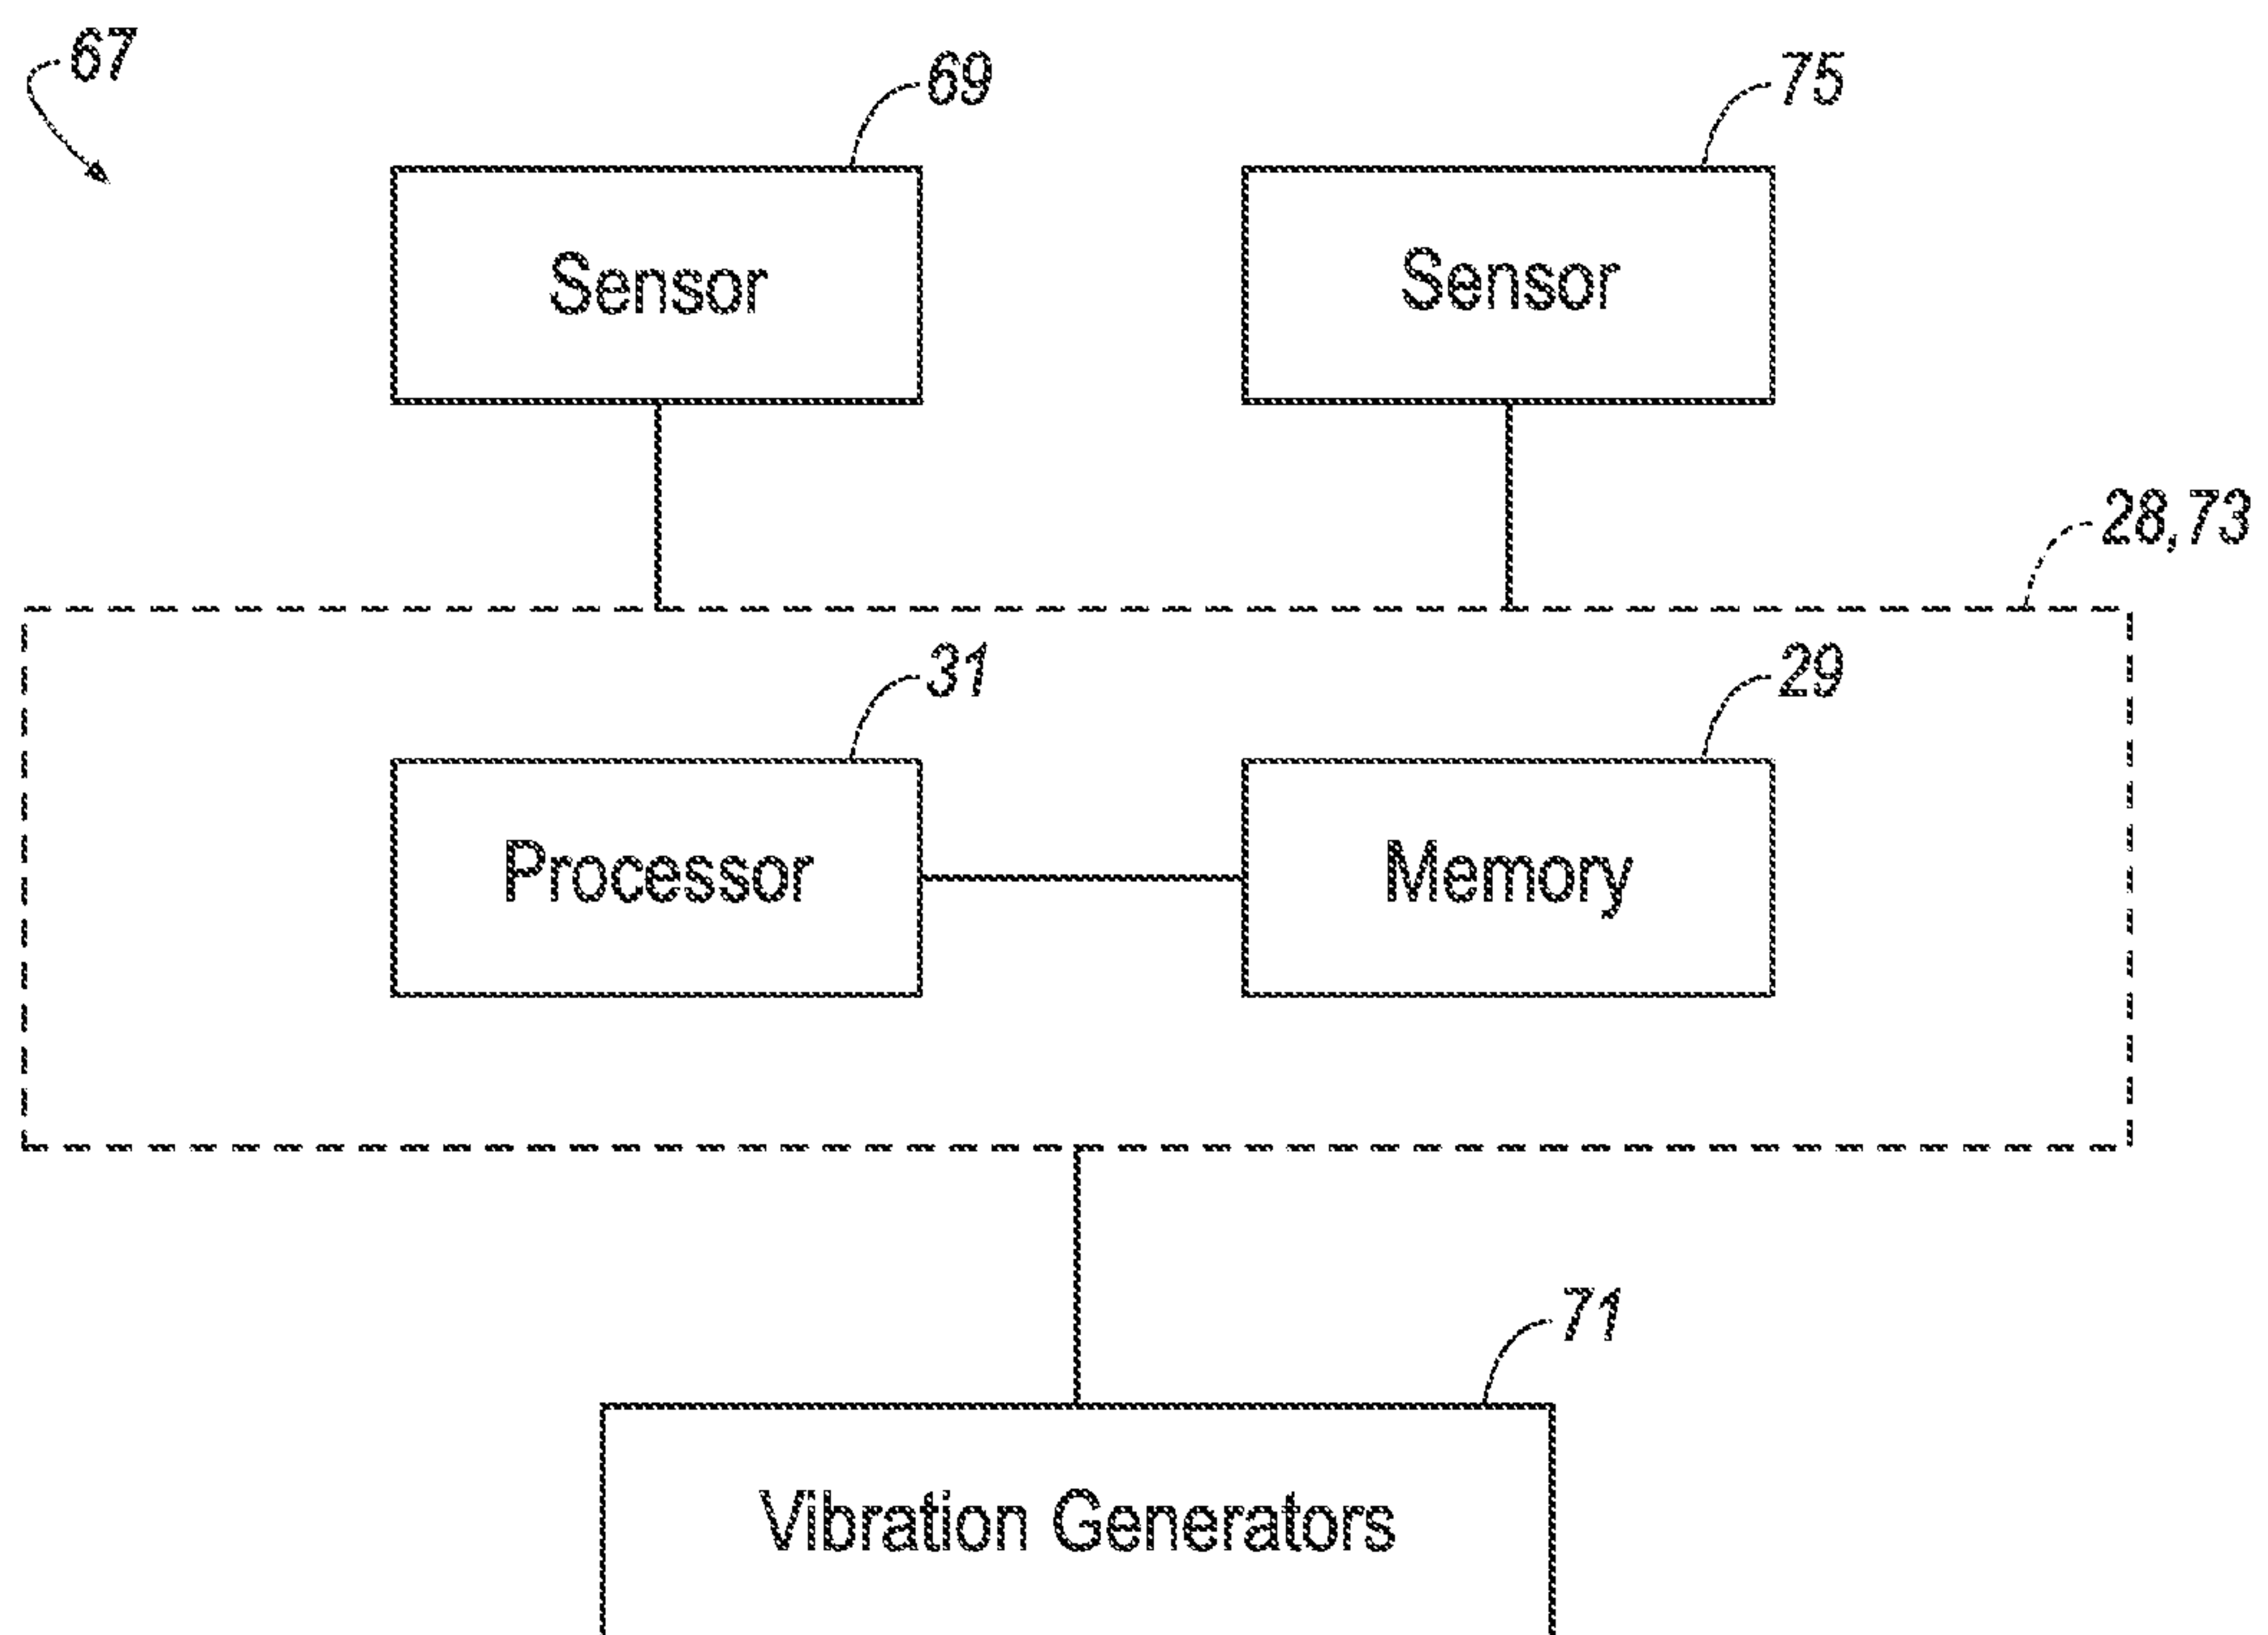 67
69
75
Sensor
Sensor
28,73
31
29
Processor
Memory
71
Vibration Generators